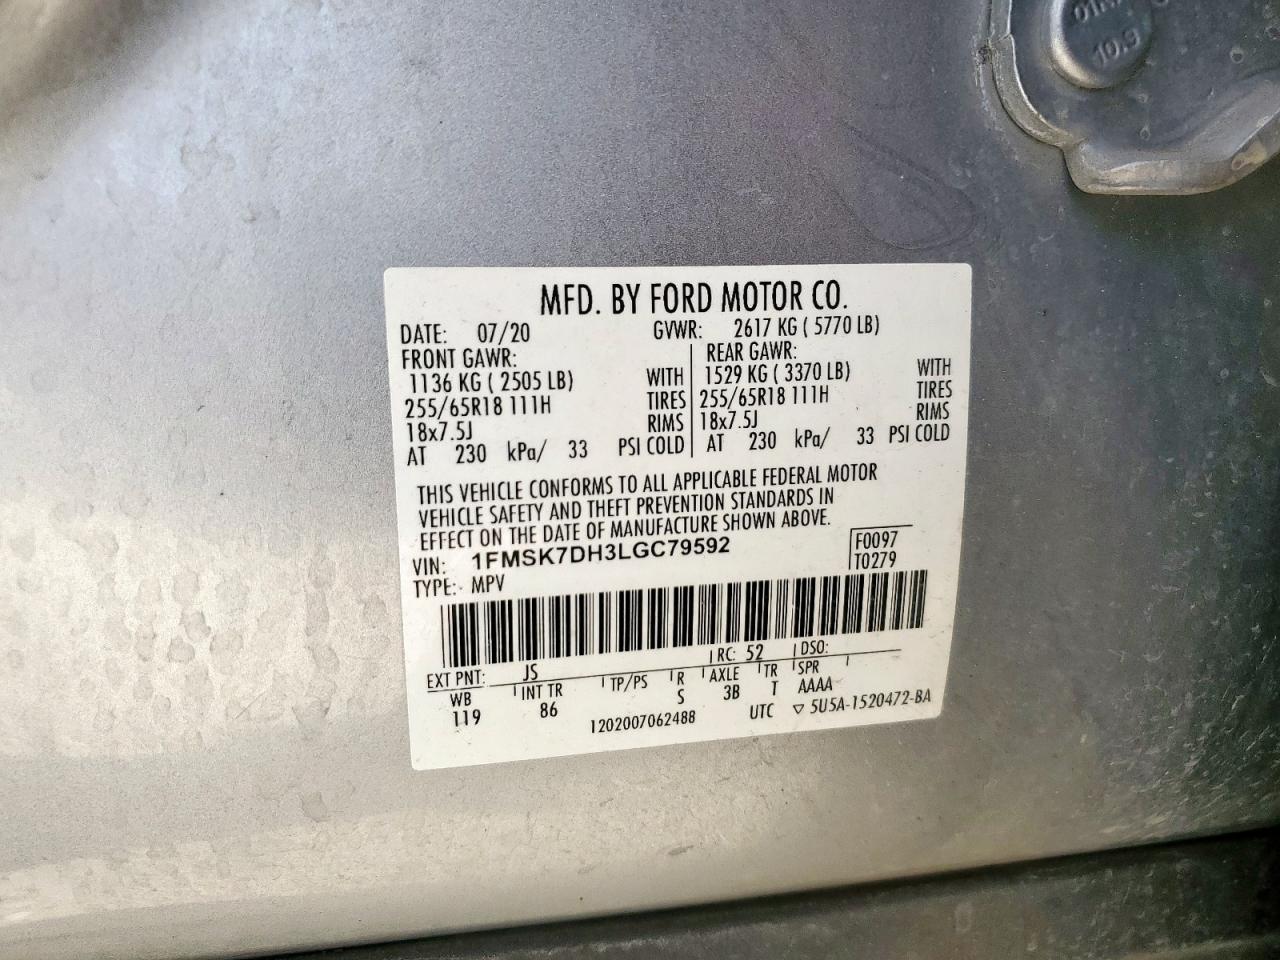 10.9
MFD. BY FORD MOTOR CO.
DATE: 07/20 GVWR: 2617 KG ( 5770 LB)
FRONT GAWR: REAR GAWR:
1136 KG ( 2505 LB) WITH 1529 KG ( 3370 LB) WITH
255/65R18 111H TIRES 255/65R18 111H TIRES
18x7.5J RIMS 18x7.5J RIMS
AT 230 kPa/ 33 PSI COLD AT 230 kPa/ 33 PSI COLD
THIS VEHICLE CONFORMS TO ALL APPLICABLE FEDERAL MOTOR
VEHICLE SAFETY AND THEFT PREVENTION STANDARDS IN
EFFECT ON THE DATE OF MANUFACTURE SHOWN ABOVE.
VIN: 1FMSK7DH3LGC79592 F0097
TYPE: MPV T0279
EXT PNT: JS RC: 52 DSO:
WB INT TR TP/PS R AXLE TR SPR
119 86 S 3B T AAAA
1202007062488 UTC ▽ 5U5A-1520472-BA